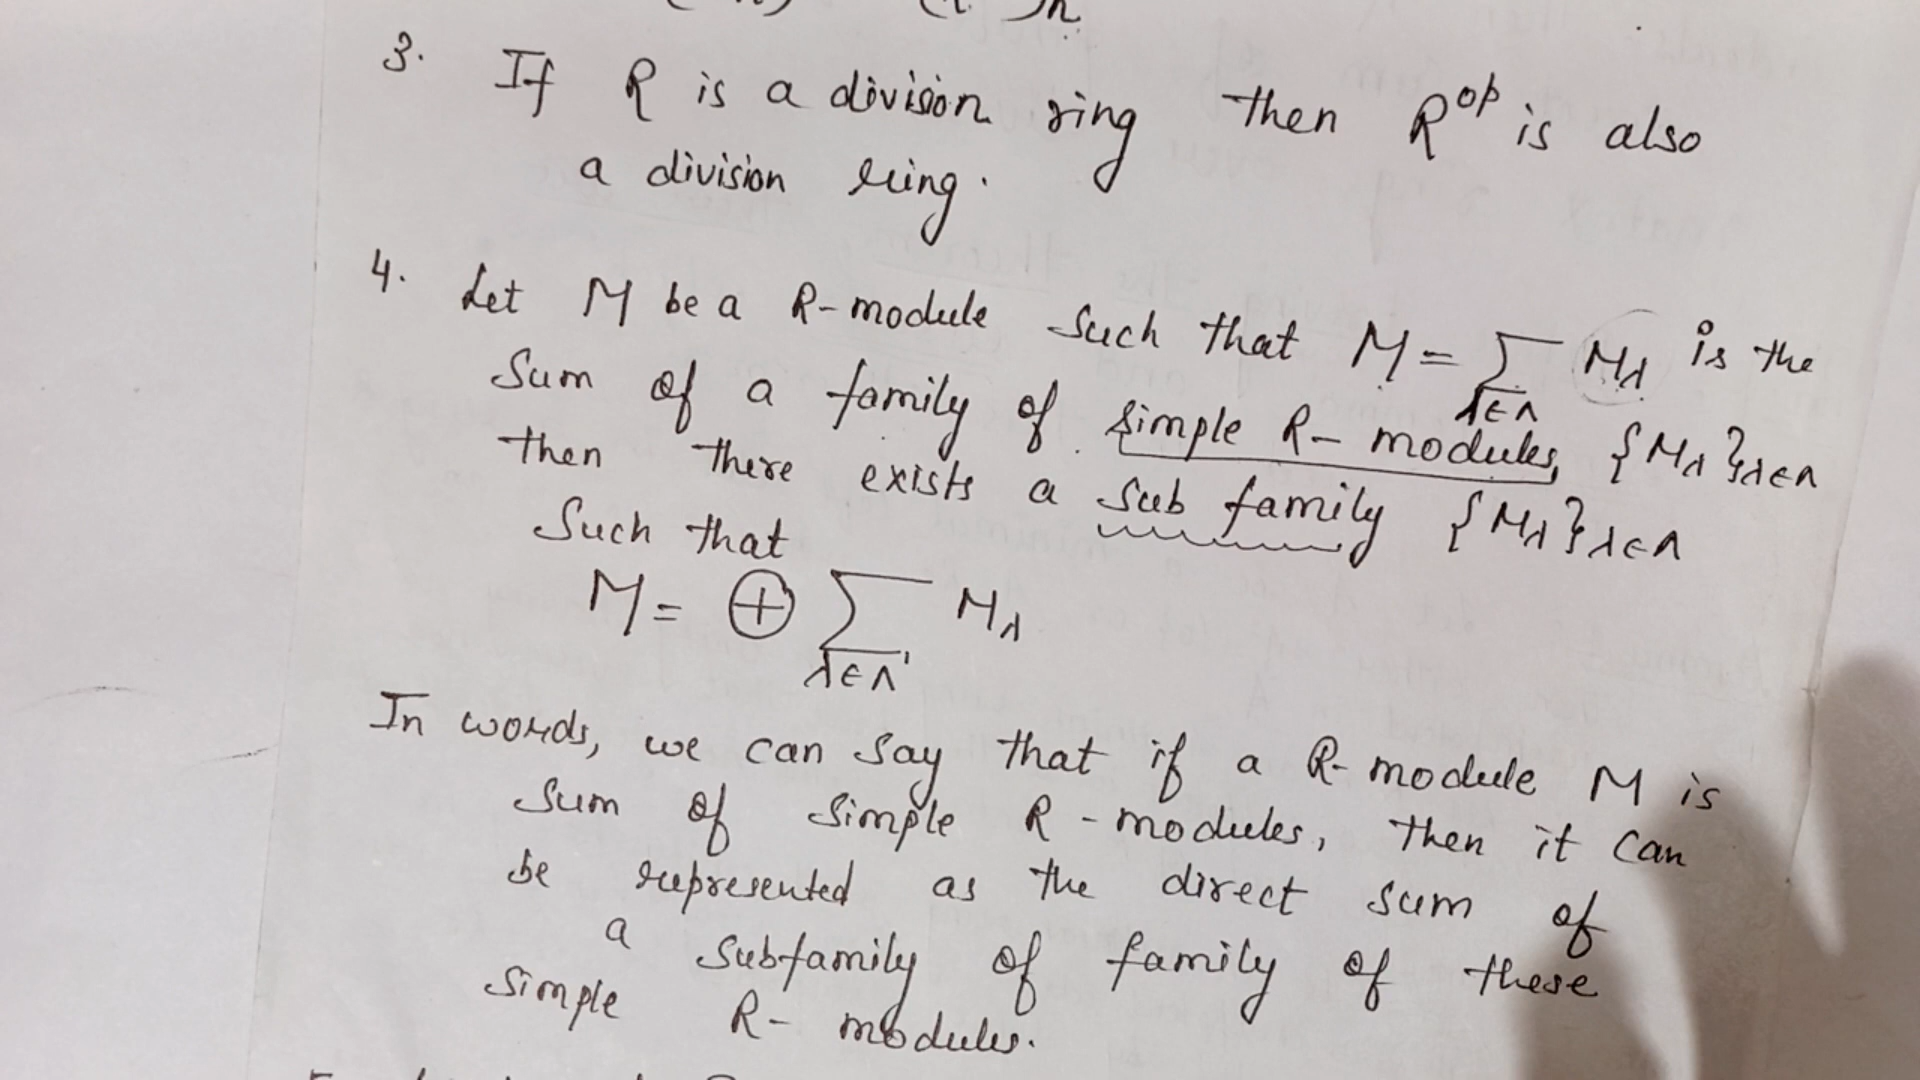 3. If R is a division ring then R^op is also
a division ring.
4. Let M be a R-module such that M = ∑_{λ∈Λ} M_λ is the
sum of a family of simple R-modules, {M_λ}_{λ∈Λ}
then there exists a sub family {M_λ}_{λ∈Λ}
such that
M = ⊕ ∑_{λ∈Λ'} M_λ
In words, we can say that if a R-module M is
sum of simple R-modules, then it can
be represented as the direct sum of
a subfamily of family of these
simple R-modules.